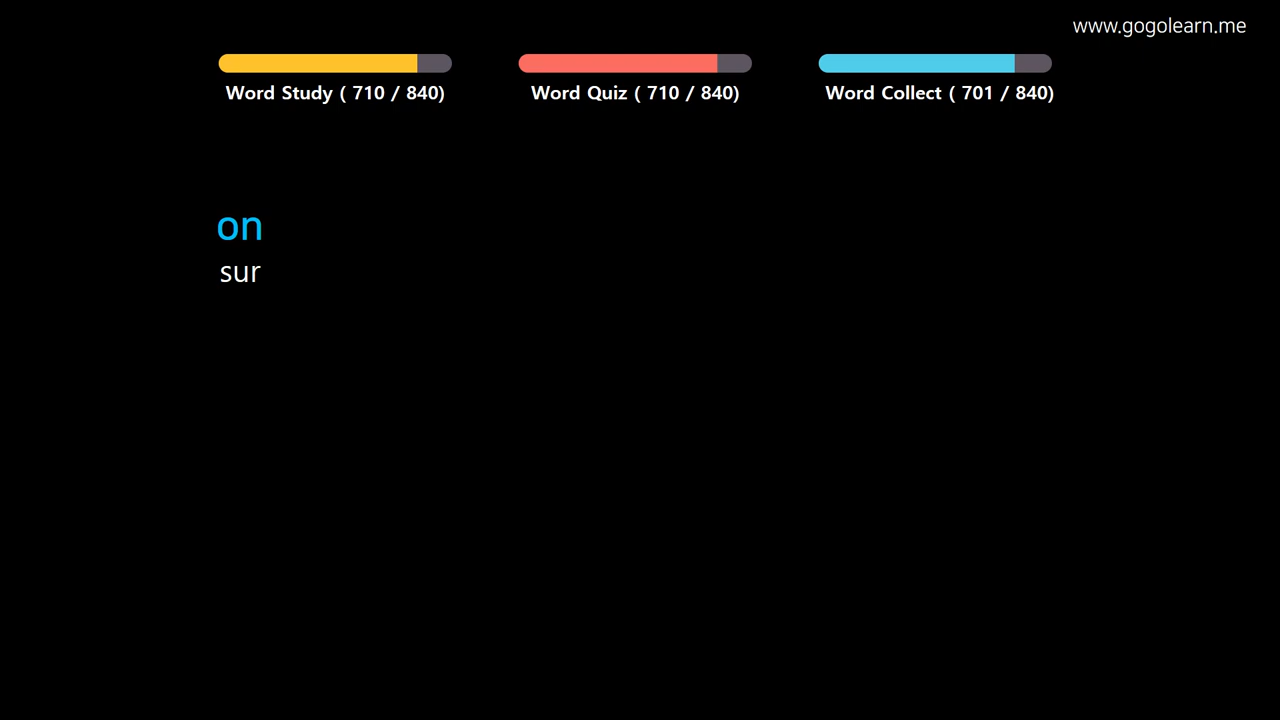 www.gogolearn.me
Word Study ( 710 / 840)
Word Quiz ( 710 / 840)
Word Collect ( 701 / 840)
on
sur